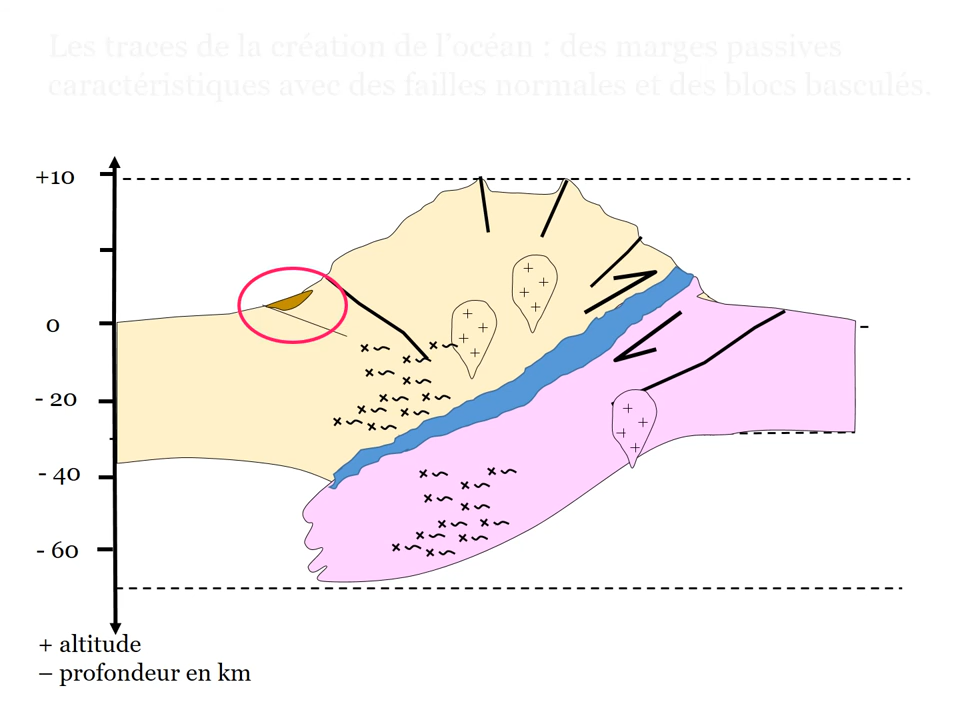 Les traces de la création de l'océan : des marges passives
caractéristiques avec des failles normales et des blocs basculés.
+10
0
- 20
- 40
- 60
+ altitude
– profondeur en km